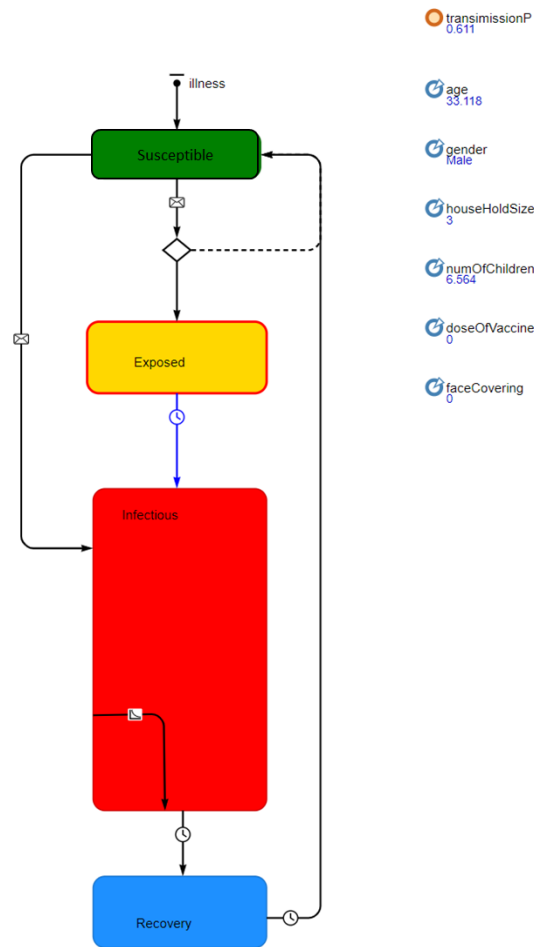 transimissionP
0.611
illness
age
33.118
Susceptible
gender
Male
houseHoldSize
3
numOfChildren
6.564
doseOfVaccine
0
Exposed
faceCovering
0
Infectious
Recovery